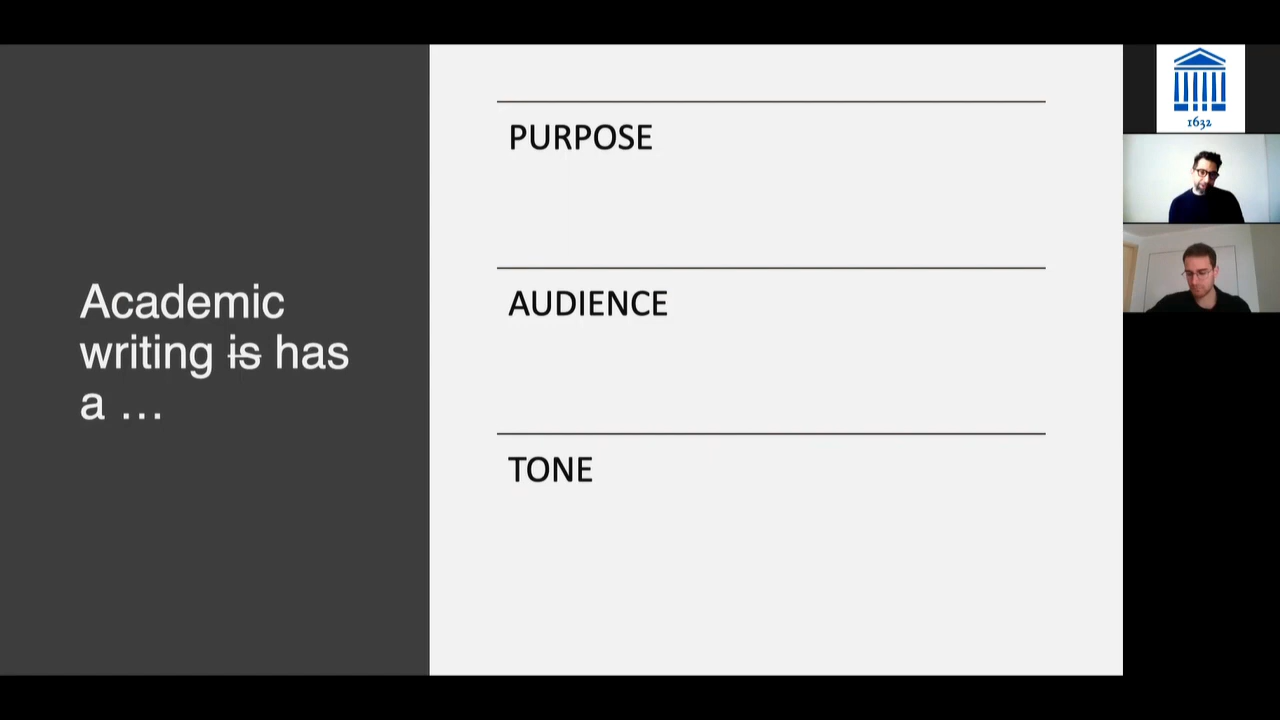 Academic
writing is has
a …
PURPOSE
AUDIENCE
TONE
1632